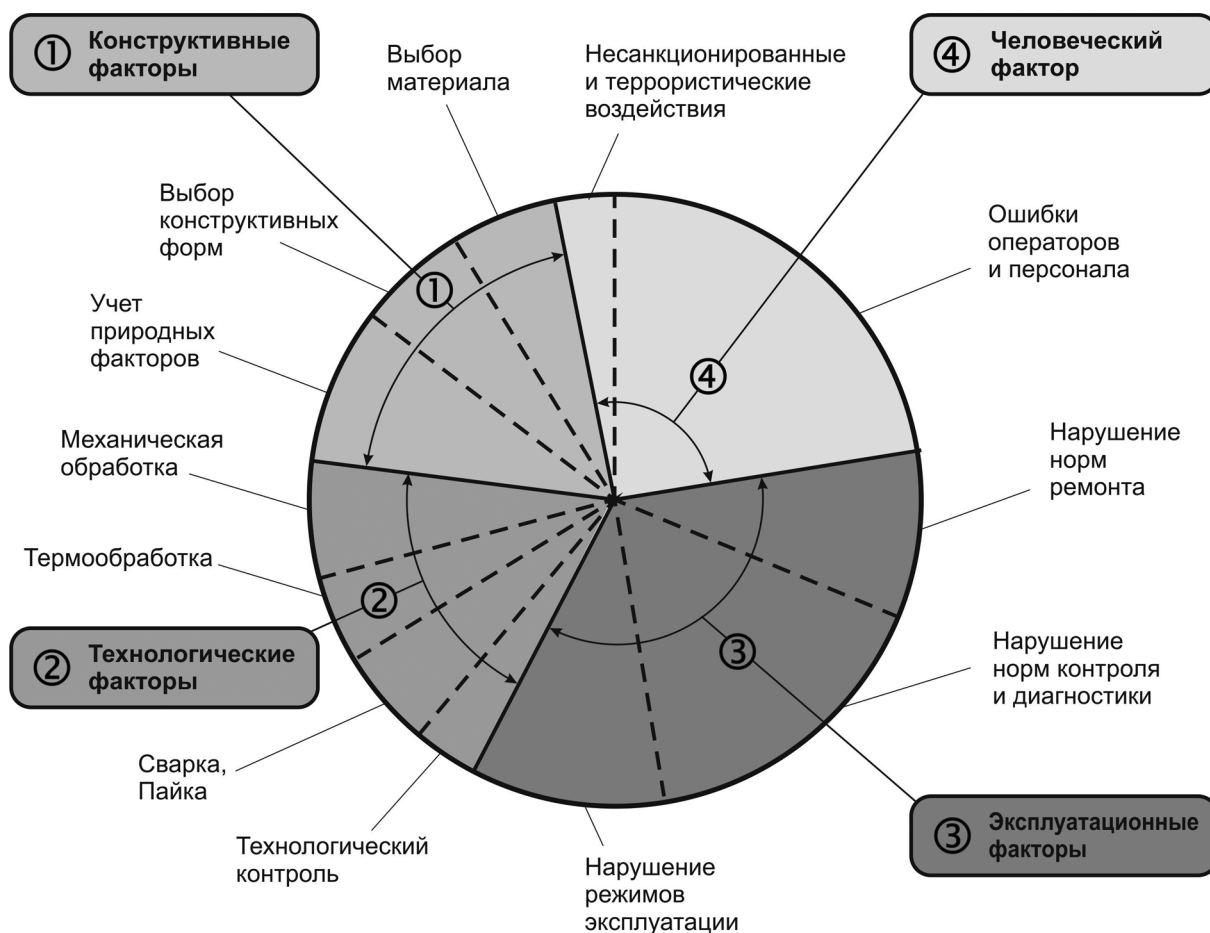 ① Конструктивные
факторы
Выбор
материала
Несанкционированные
и террористические
воздействия
④ Человеческий
фактор
Выбор
конструктивных
форм
Ошибки
операторов
и персонала
Учет
природных
факторов
①
④
Механическая
обработка
Нарушение
норм
ремонта
Термообработка
②
② Технологические
факторы
③
Нарушение
норм контроля
и диагностики
Сварка,
Пайка
Технологический
контроль
Нарушение
режимов
эксплуатации
③ Эксплуатационные
факторы